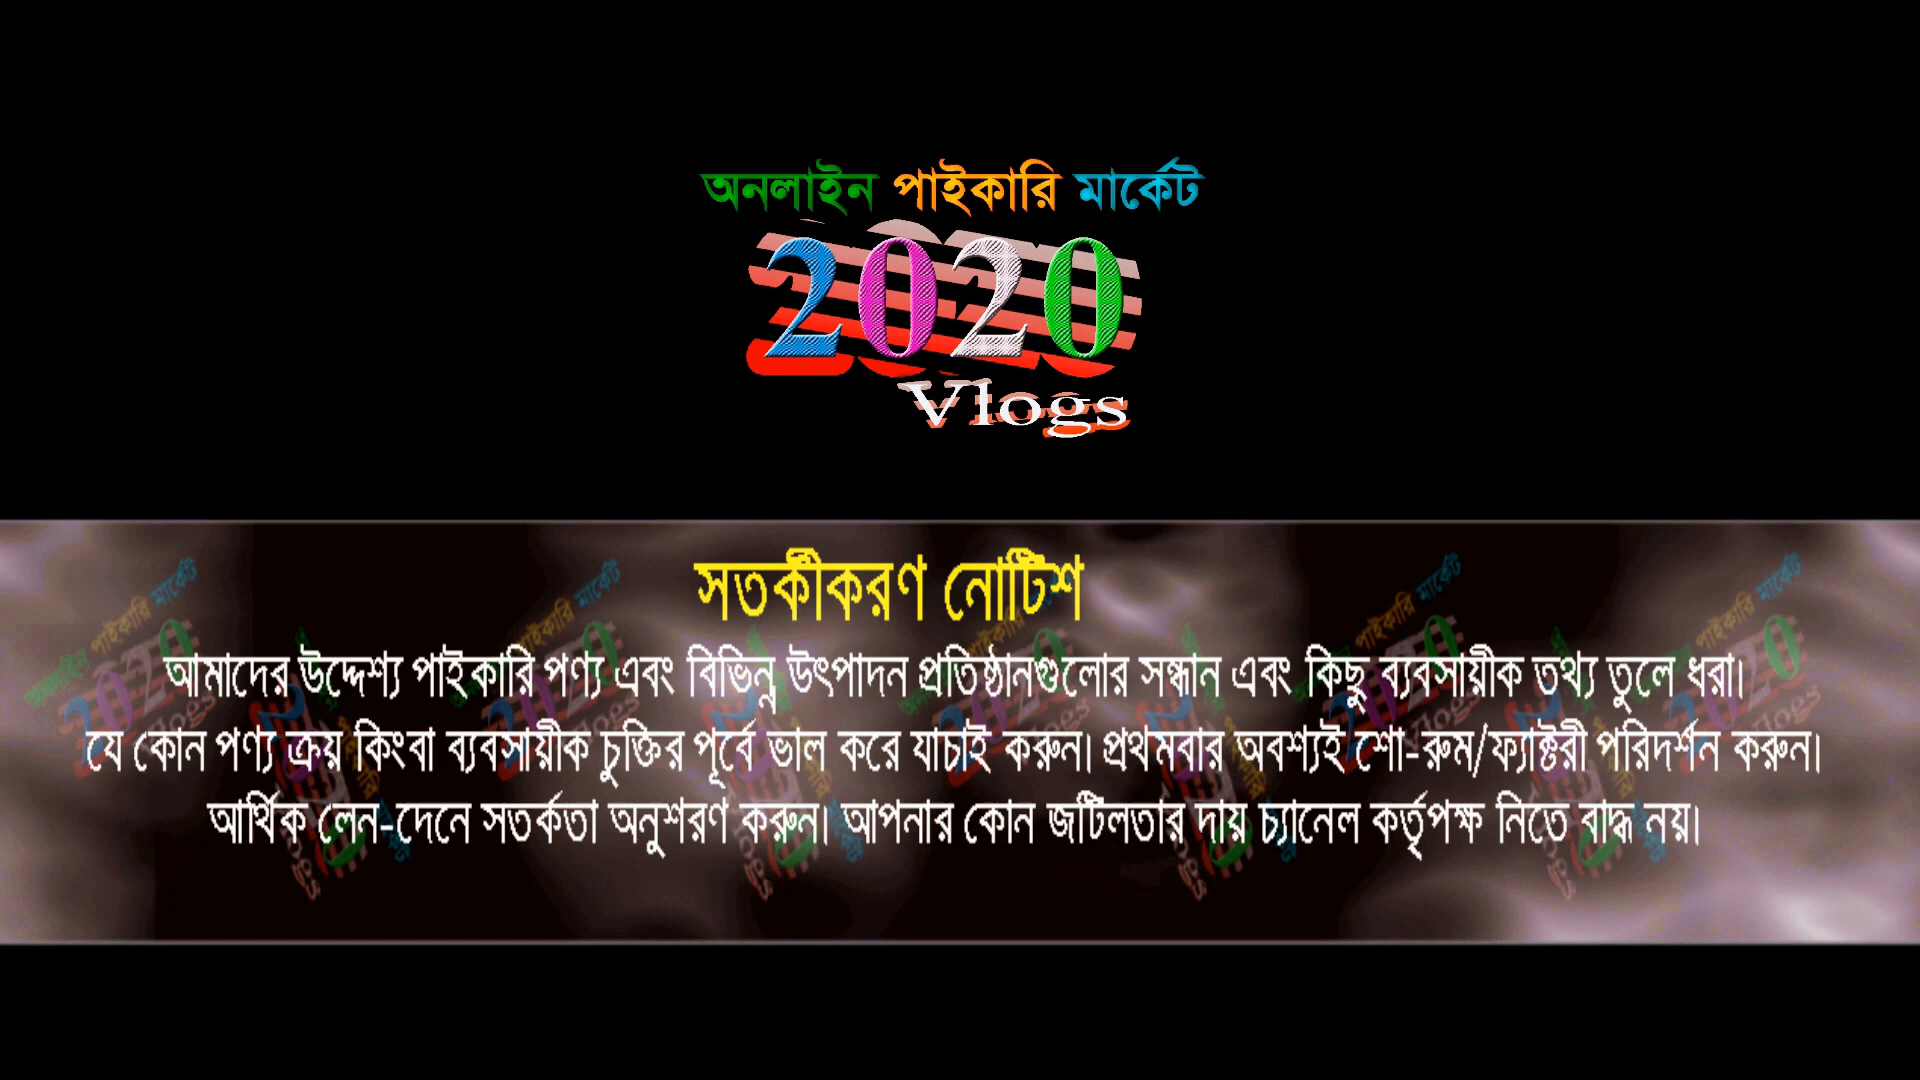 অনলাইন পাইকারি মার্কেট
2020
Vlogs
সতর্কীকরণ নোটিশ
আমাদের উদ্দেশ্য পাইকারি পণ্য এবং বিভিন্ন উৎপাদন প্রতিষ্ঠানগুলোর সন্ধান এবং কিছু ব্যবসায়ীক তথ্য তুলে ধরা।
যে কোন পণ্য ক্রয় কিংবা ব্যবসায়ীক চুক্তির পূর্বে ভাল করে যাচাই করুন। প্রথমবার অবশ্যই শো-রুম/ফ্যাক্টরী পরিদর্শন করুন।
আর্থিক লেন-দেনে সতর্কতা অনুশরণ করুন। আপনার কোন জটিলতার দায় চ্যানেল কর্তৃপক্ষ নিতে বাদ্ধ নয়।